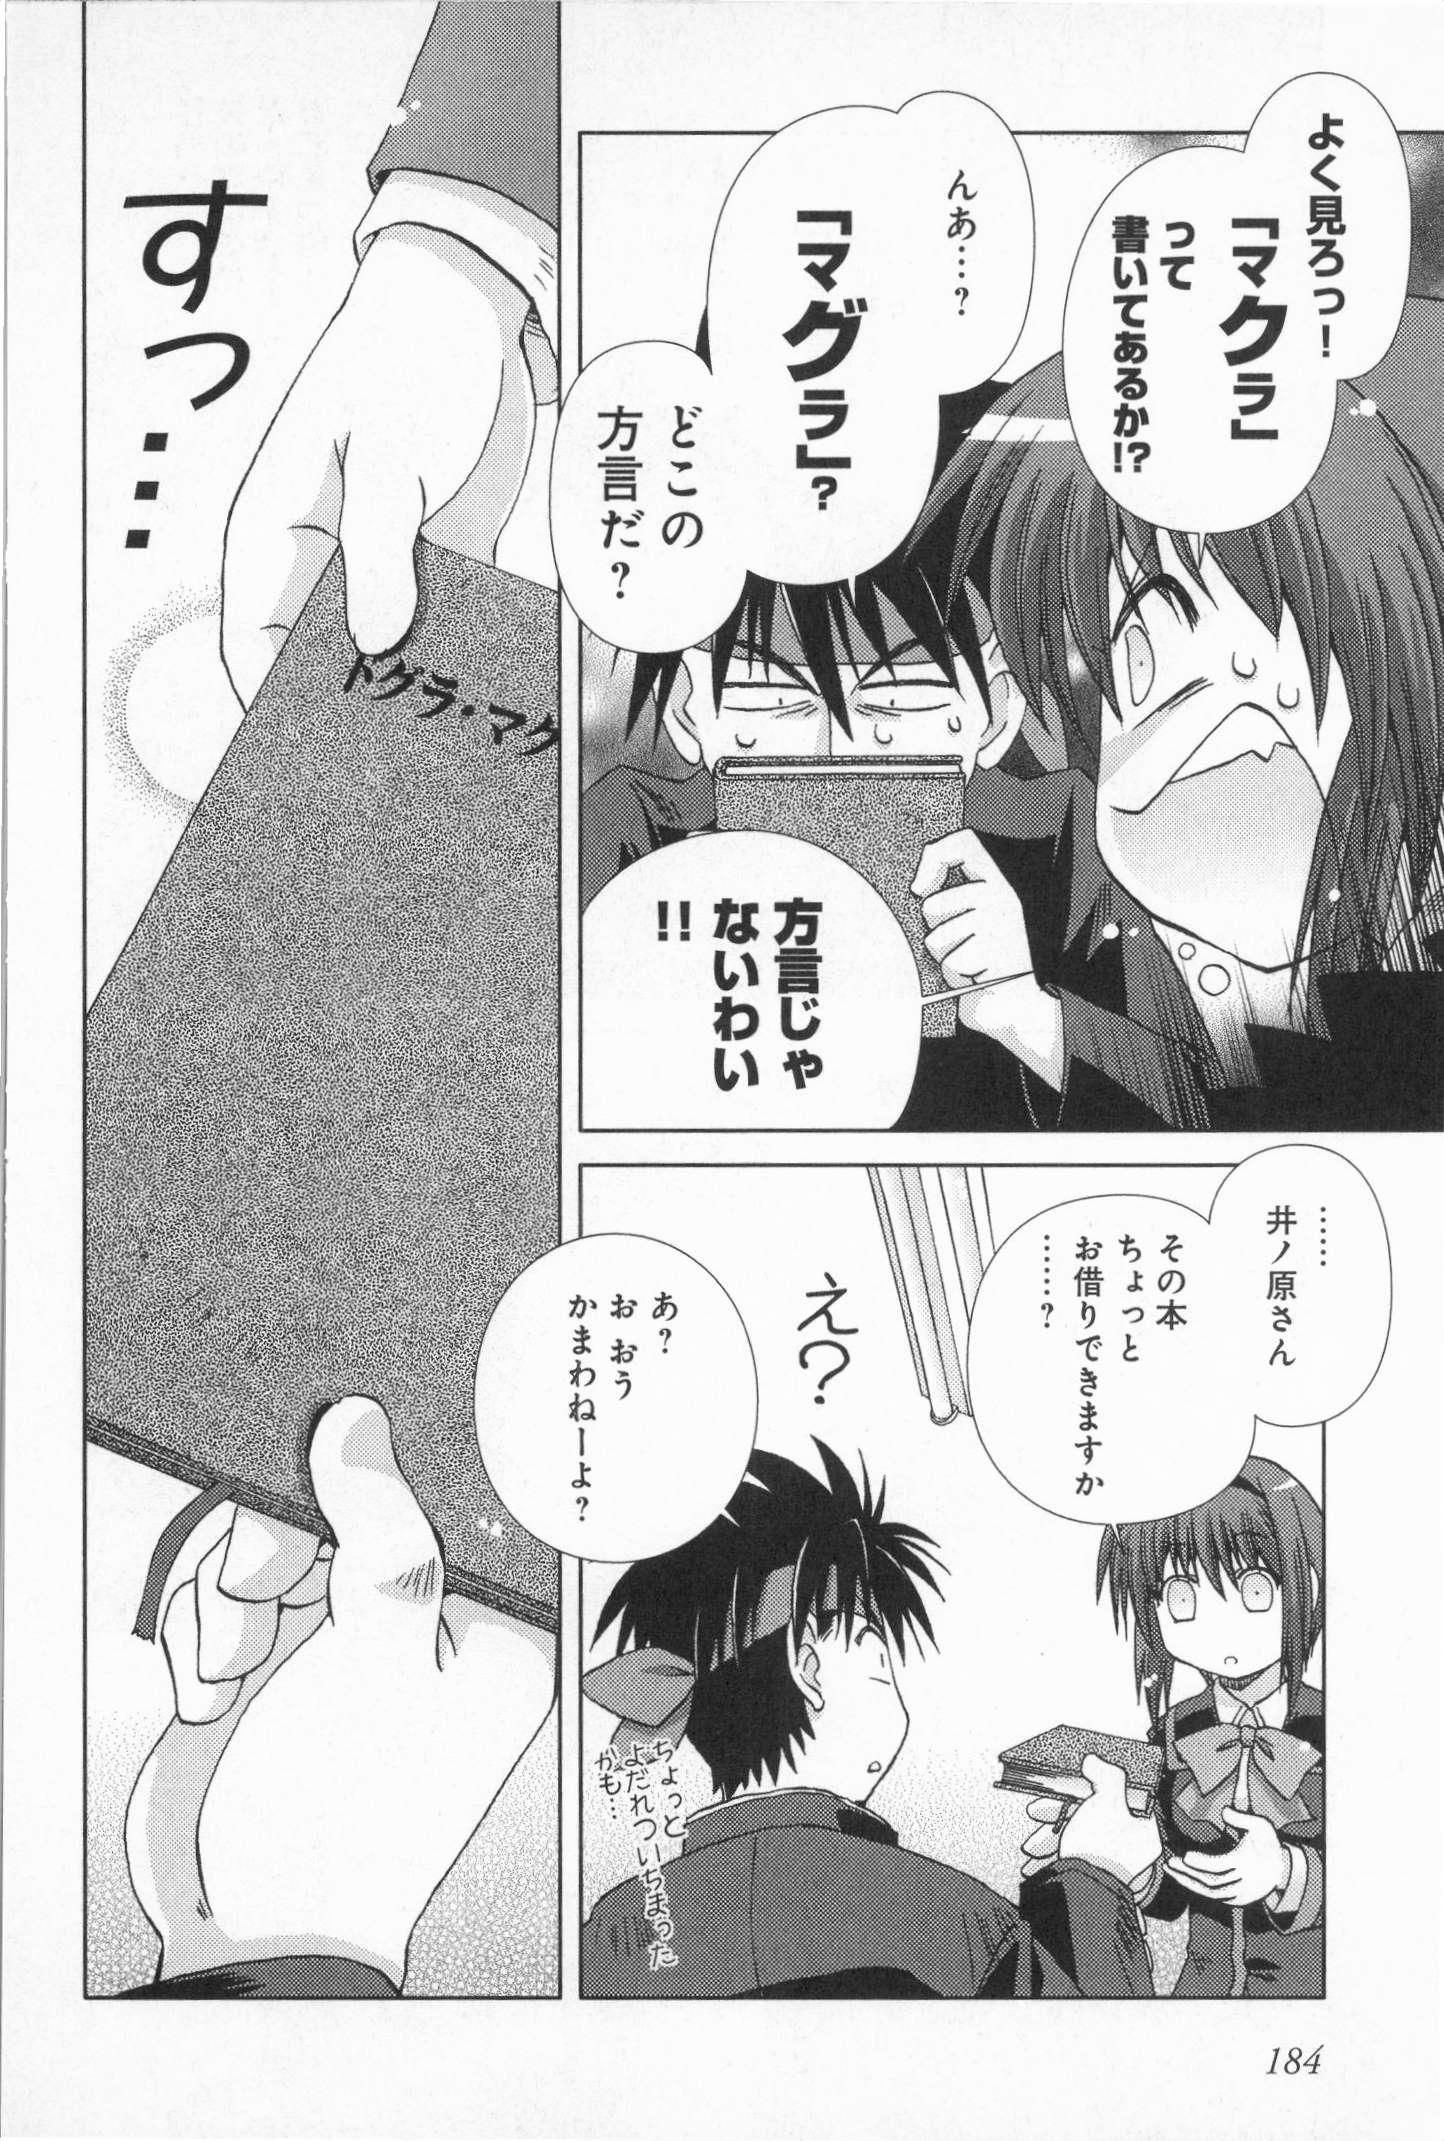 よく見ろっ！
「マクラ」
って
書いてあるか!?
んあ…？
「マグラ」？
どこの
方言だ？
方言じゃ
ないわい
!!
……
井ノ原さん
その本
ちょっと
お借りできますか
……？
え？
あ？
お おう
かまわねーよ？
ちょっと
よだれついちまった
かも…
すっ…
ドグラ・マグ
184